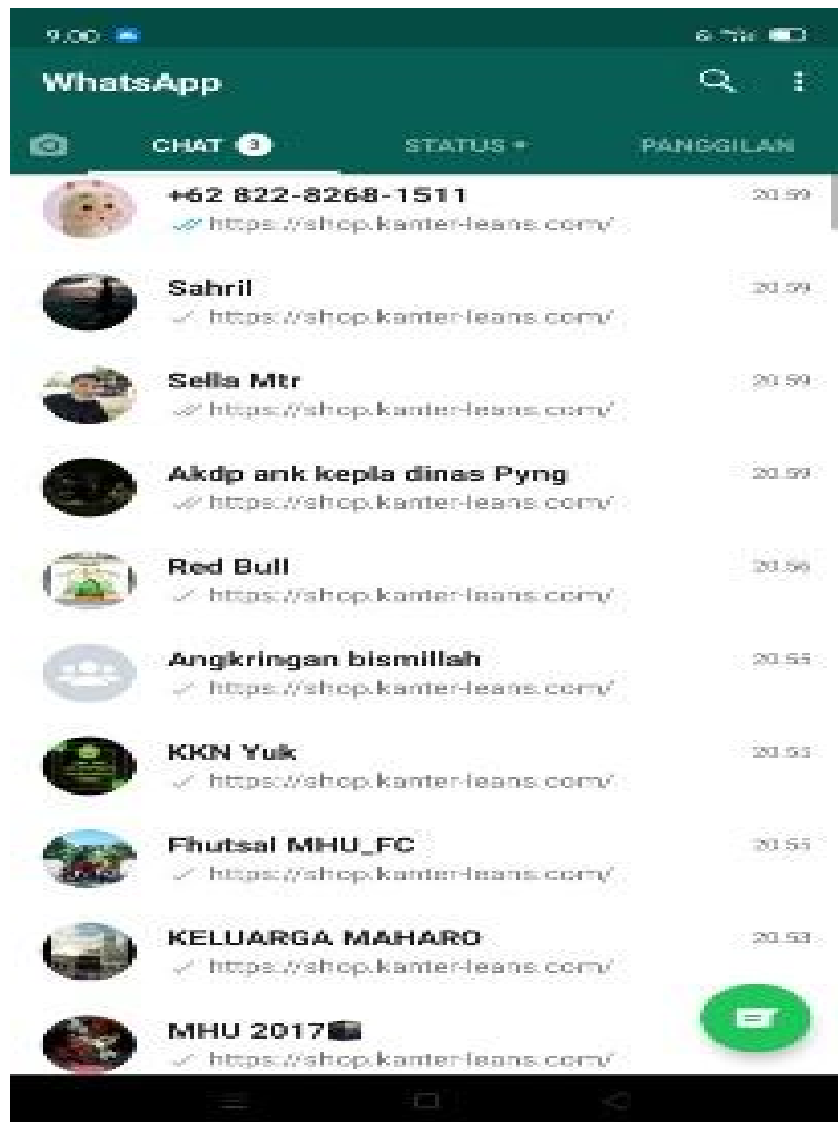 9.00
WhatsApp
CHAT 3 STATUS PANGGILAN
+62 822-8268-1511 20.59
https://shop.kanter-leans.com/
Sahril 20.59
https://shop.kanter-leans.com/
Sella Mtr 20.59
https://shop.kanter-leans.com/
Akdp ank kepla dinas Pyng 20.59
https://shop.kanter-leans.com/
Red Bull 20.56
https://shop.kanter-leans.com/
Angkringan bismillah 20.55
https://shop.kanter-leans.com/
KKN Yuk
https://shop.kanter-leans.com/
Fhutsal MHU_FC 20.55
https://shop.kanter-leans.com/
KELUARGA MAHARO 20.53
https://shop.kanter-leans.com/
MHU 2017
https://shop.kanter-leans.com/